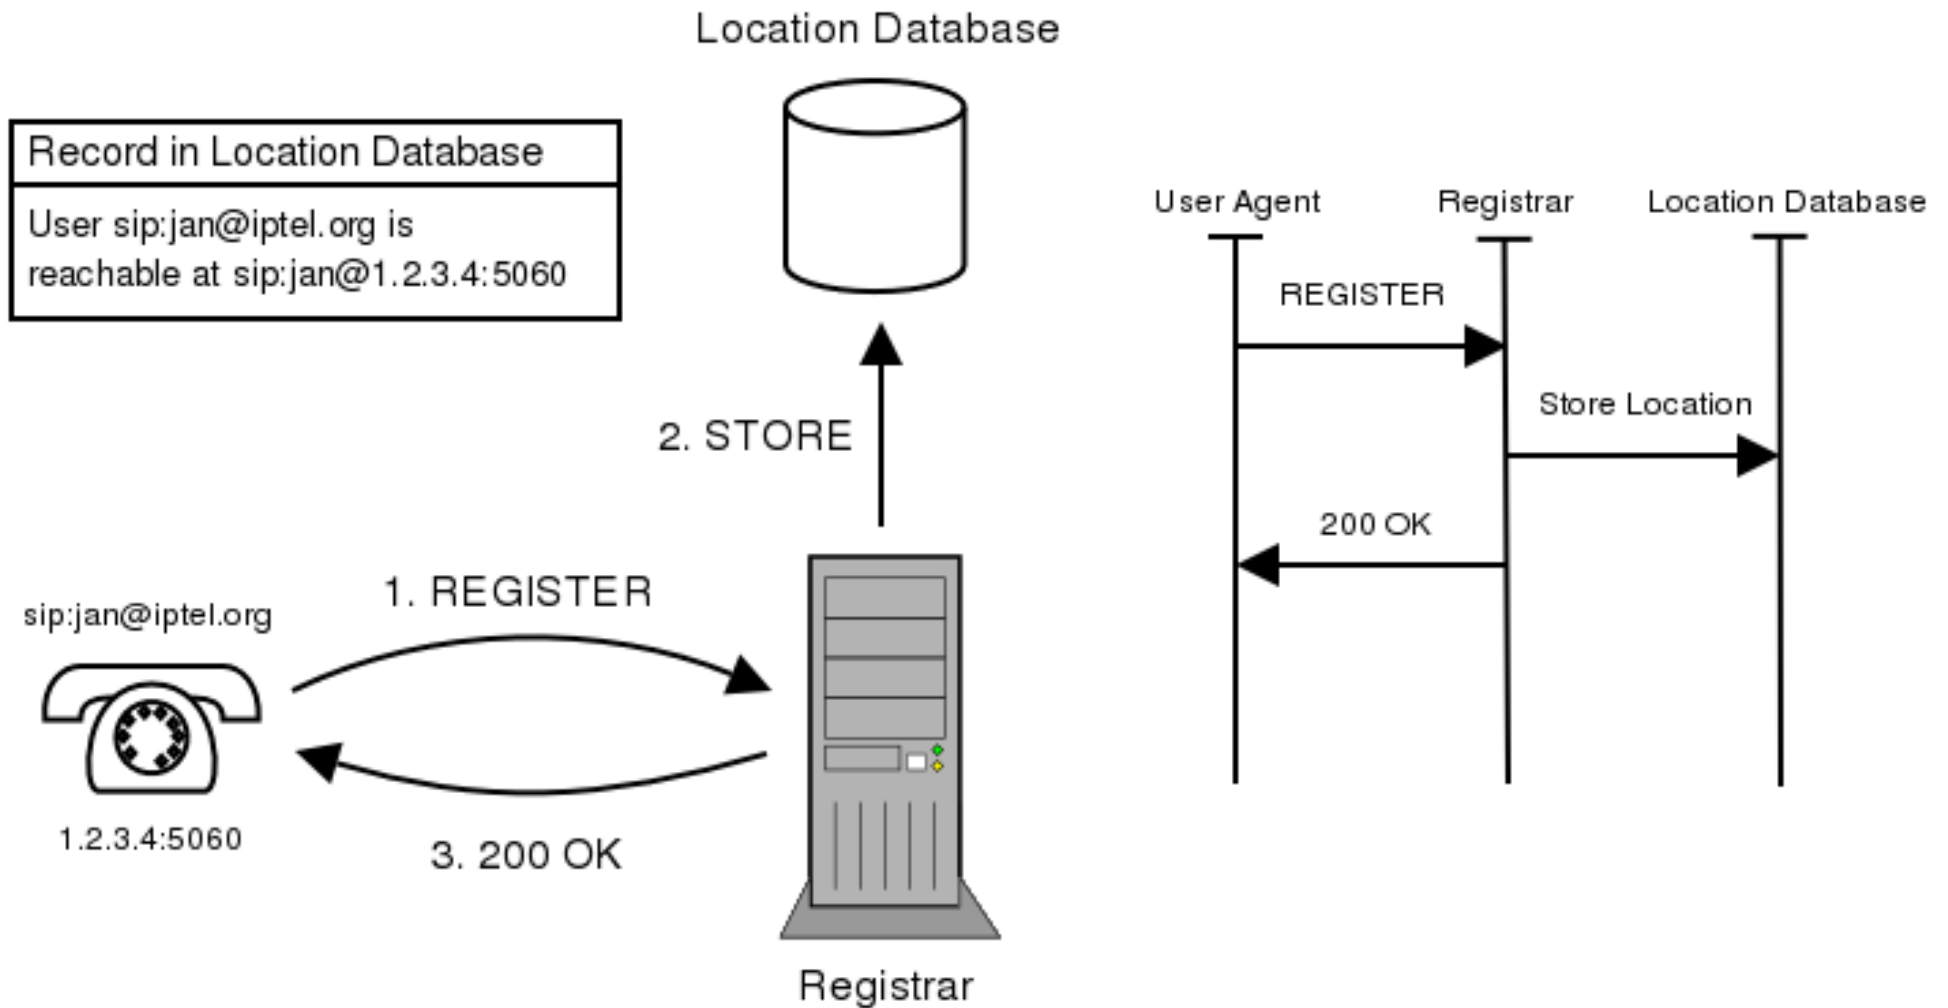 Location Database
Record in Location Database
User sip:jan@iptel.org is
reachable at sip:jan@1.2.3.4:5060
2. STORE
1. REGISTER
sip:jan@iptel.org
1.2.3.4:5060
3. 200 OK
Registrar
User Agent
Registrar
Location Database
REGISTER
Store Location
200 OK